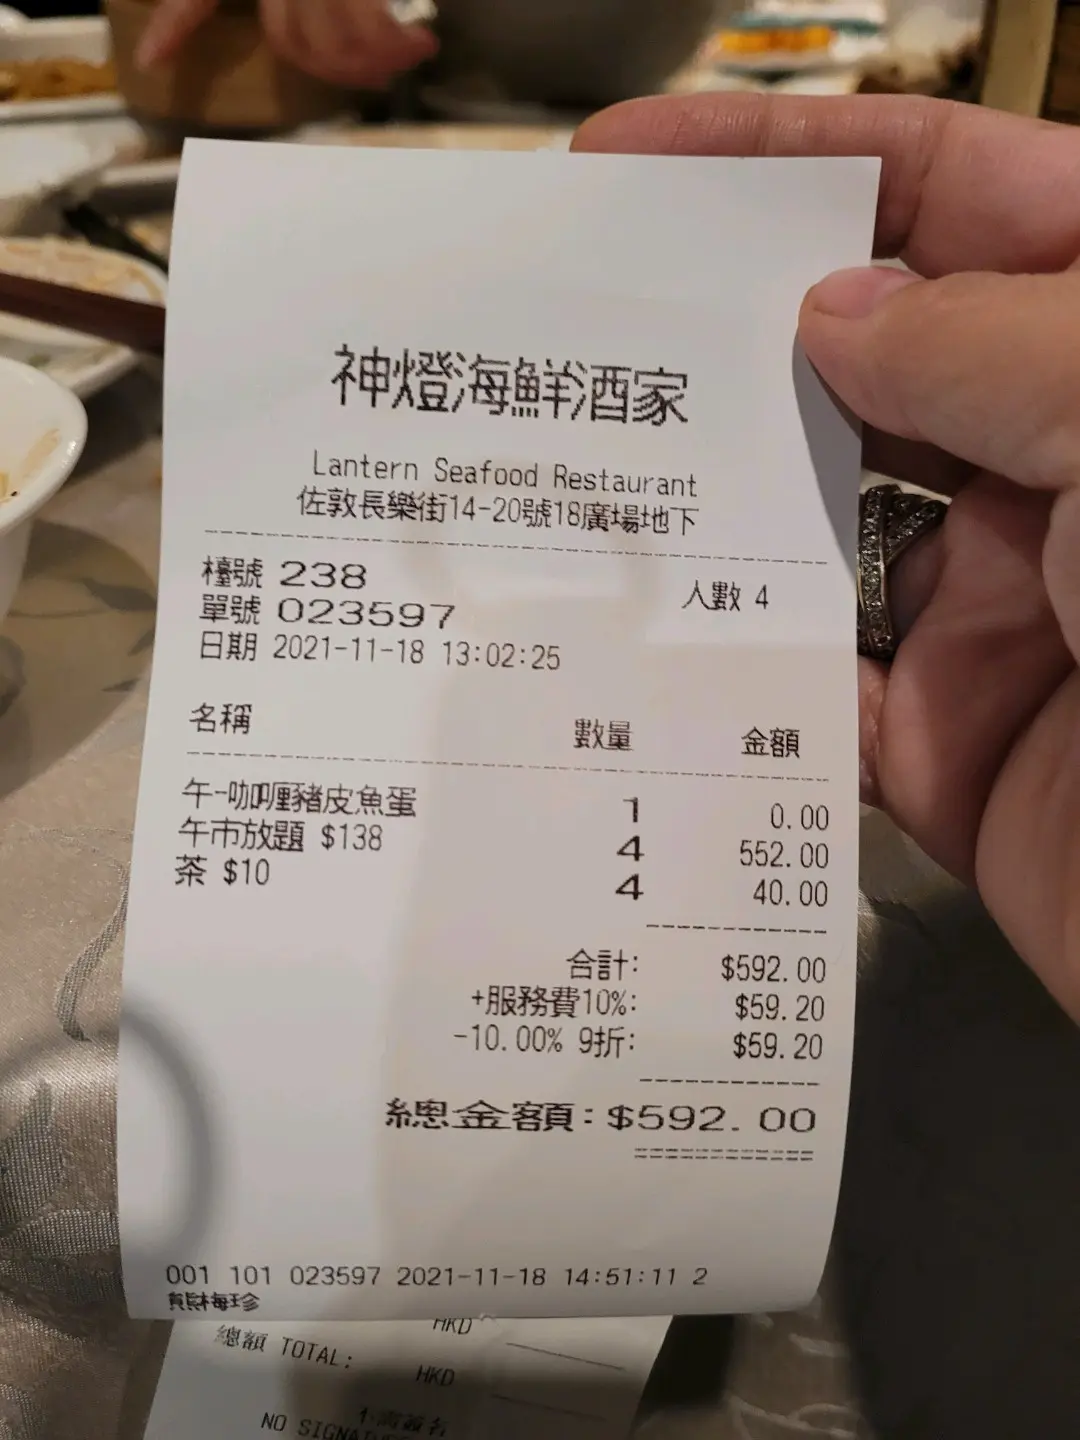 神燈海鮮酒家
Lantern Seafood Restaurant
佐敦長樂街14-20號18廣場地下
檯號 238 人數 4
單號 023597
日期 2021-11-18 13:02:25
名稱 數量 金額
午-咖喱豬皮魚蛋 1 0.00
午市放題 $138 4 552.00
茶 $10 4 40.00
合計: $592.00
+服務費10%: $59.20
-10.00% 9折: $59.20
總金額: $592.00
001 101 023597 2021-11-18 14:51:11 2
HKD
總額 TOTAL:
HKD
NO